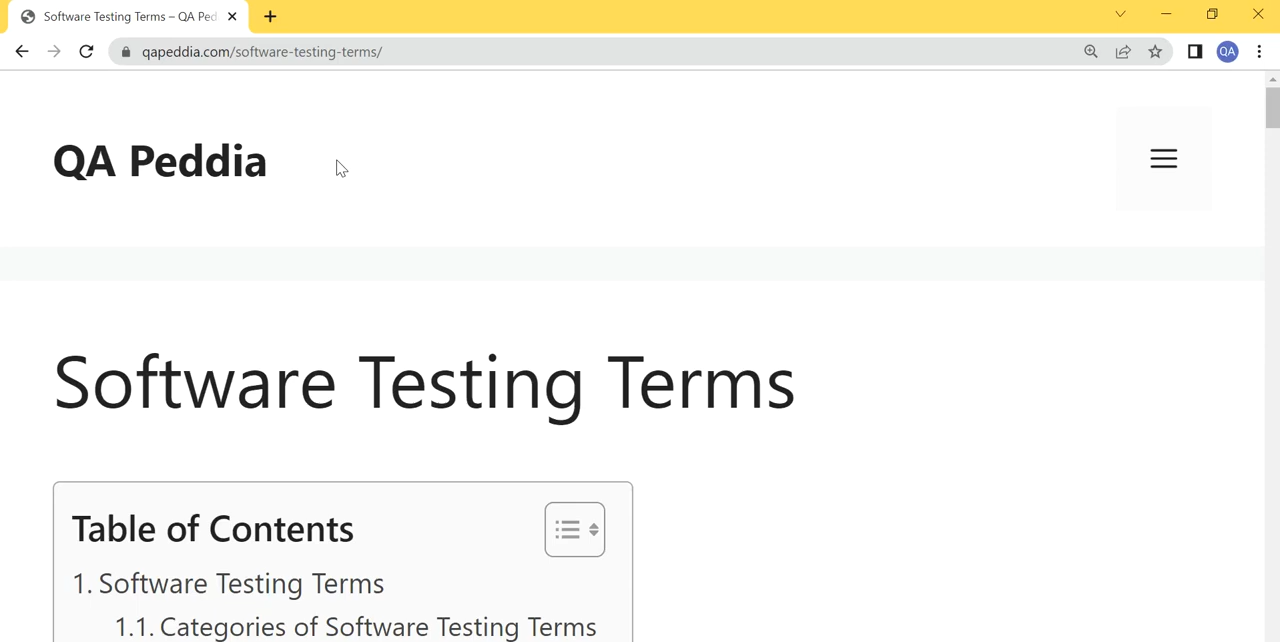 Software Testing Terms – QA Ped
qapeddia.com/software-testing-terms/
QA
QA Peddia
Software Testing Terms
Table of Contents
1. Software Testing Terms
1.1. Categories of Software Testing Terms